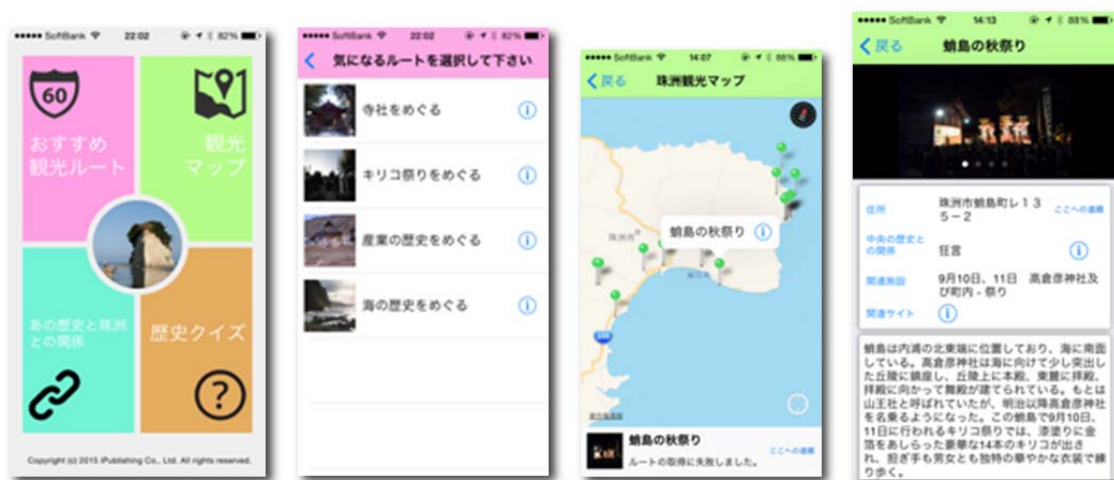 SoftBank 22:02 82%
60
おすすめ
観光ルート
観光
マップ
あの歴史と珠洲
との関係
歴史クイズ
?
Copyright (c) 2015 iPublishing Co., Ltd. All rights reserved.
SoftBank 22:02 82%
気になるルートを選択して下さい
寺社をめぐる
キリコ祭りをめぐる
産業の歴史をめぐる
海の歴史をめぐる
SoftBank 14:07 88%
戻る 珠洲観光マップ
珠洲市
蛸島の秋祭り
249
蛸島の秋祭り
ルートの取得に失敗しました。
ここへの道順
SoftBank 14:13 88%
戻る 蛸島の秋祭り
住所
珠洲市蛸島町レ13
5-2
ここへの道順
中央の歴史と
の関係
狂言
関連施設
9月10日、11日 高倉彦神社及
び町内 - 祭り
関連サイト
蛸島は内浦の北東端に位置しており、海に南面
している。高倉彦神社は海に向けて少し突出し
た丘陵に鎮座し、丘陵上に本殿、東麓に拝殿、
拝殿に向かって舞殿が建てられている。もとは
山王社と呼ばれていたが、明治以降高倉彦神社
を名乗るようになった。この蛸島で9月10日、
11日に行われるキリコ祭りでは、漆塗りに金
箔をあしらった豪華な14本のキリコが出さ
れ、担ぎ手も男女とも独特の華やかな衣装で練
り歩く。